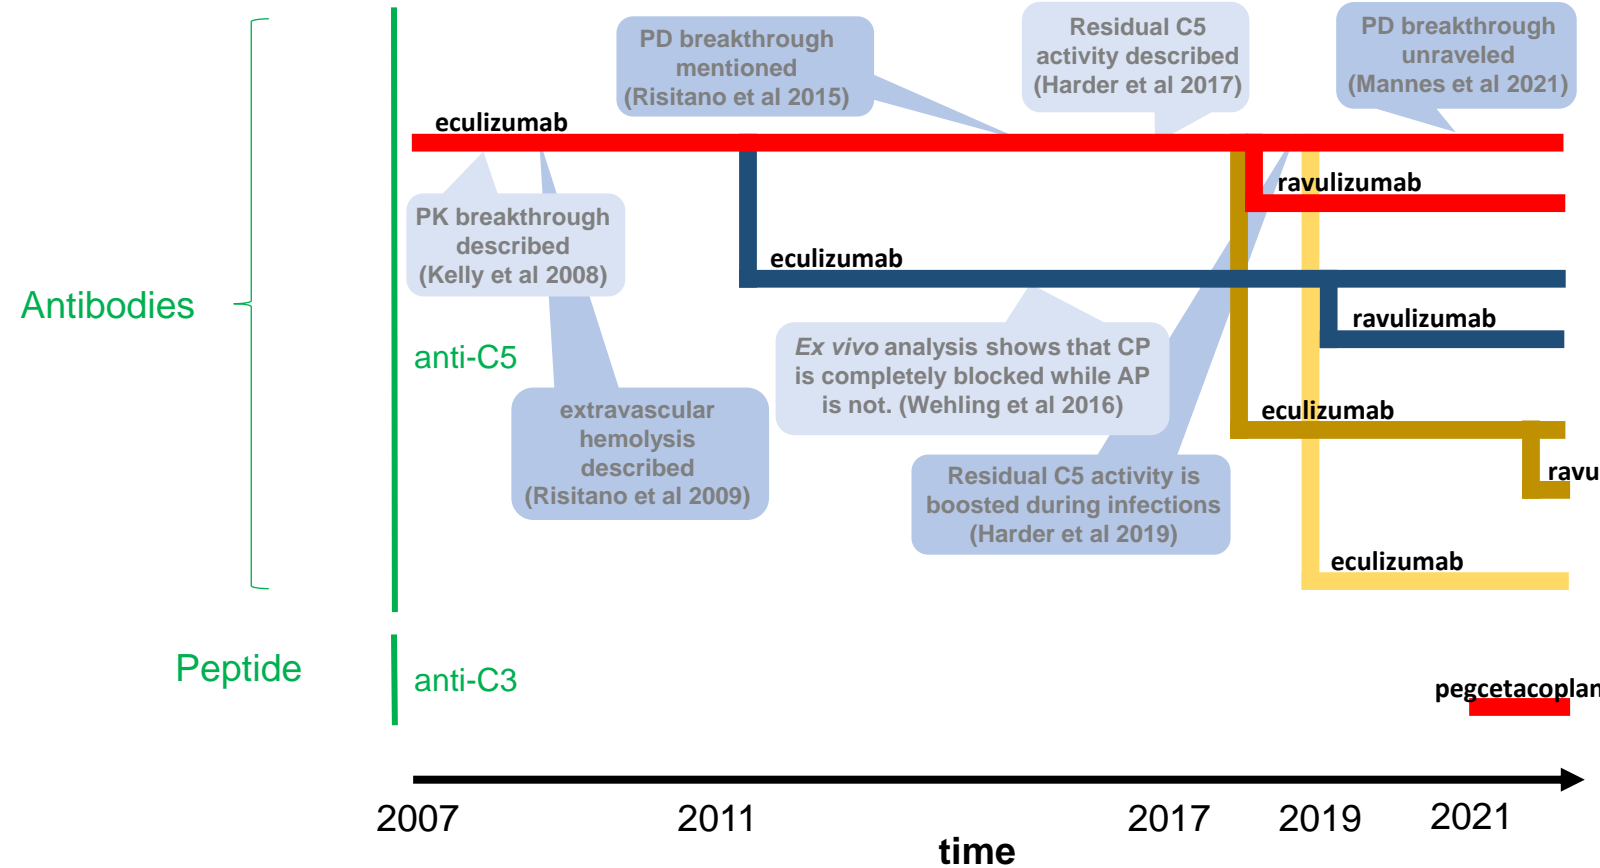 PD breakthrough
mentioned
(Risitano et al 2015)
Residual C5
activity described
(Harder et al 2017)
PD breakthrough
unraveled
(Mannes et al 2021)
eculizumab
ravulizumab
PK breakthrough
described
(Kelly et al 2008)
eculizumab
Antibodies
anti-C5
ravulizumab
Ex vivo analysis shows that CP
is completely blocked while AP
is not. (Wehling et al 2016)
extravascular
hemolysis
described
(Risitano et al 2009)
eculizumab
ravu
Residual C5 activity is
boosted during infections
(Harder et al 2019)
eculizumab
Peptide
anti-C3
pegcetacoplan
2007
2011
2017
2019
2021
time